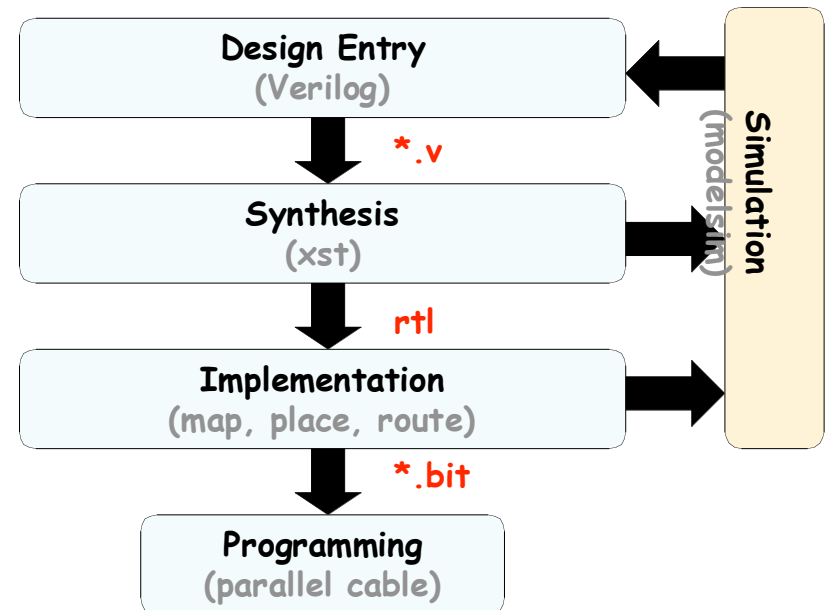 Design Entry
(Verilog)
*.v
Synthesis
(xst)
rtl
Implementation
(map, place, route)
*.bit
Programming
(parallel cable)
Simulation
(modelsim)